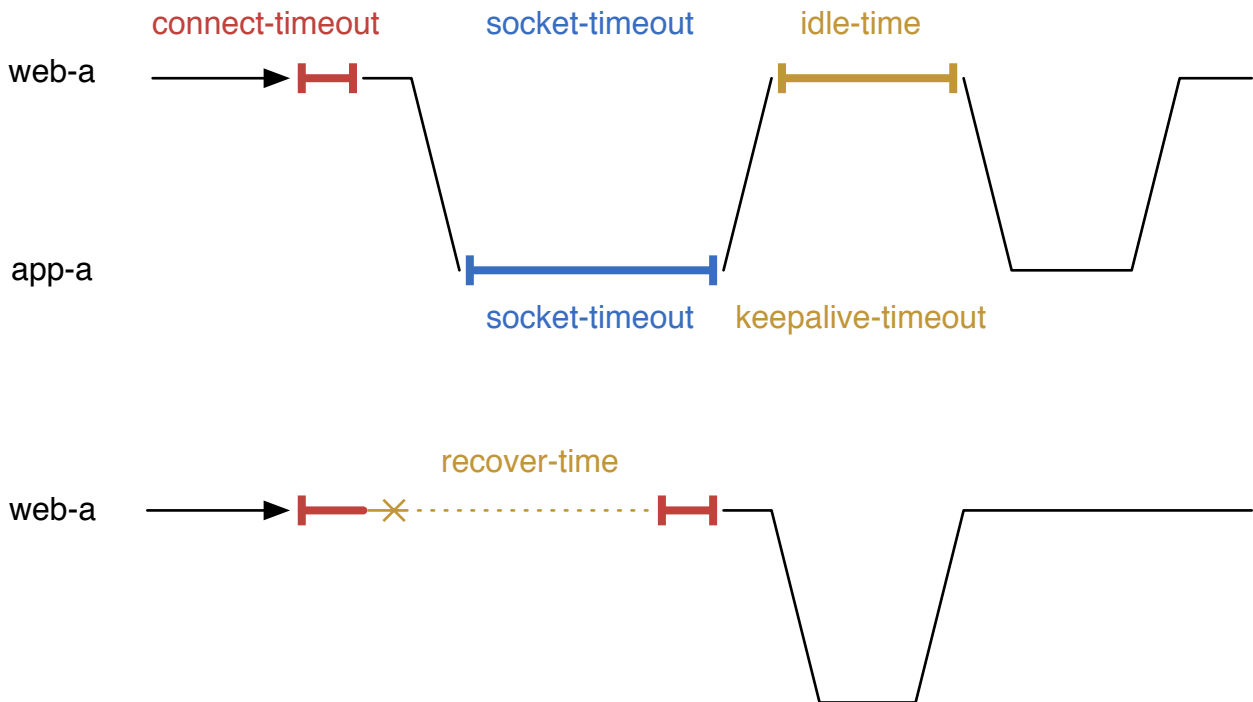 connect-timeout socket-timeout idle-time
web-a
app-a
socket-timeout keepalive-timeout
recover-time
web-a